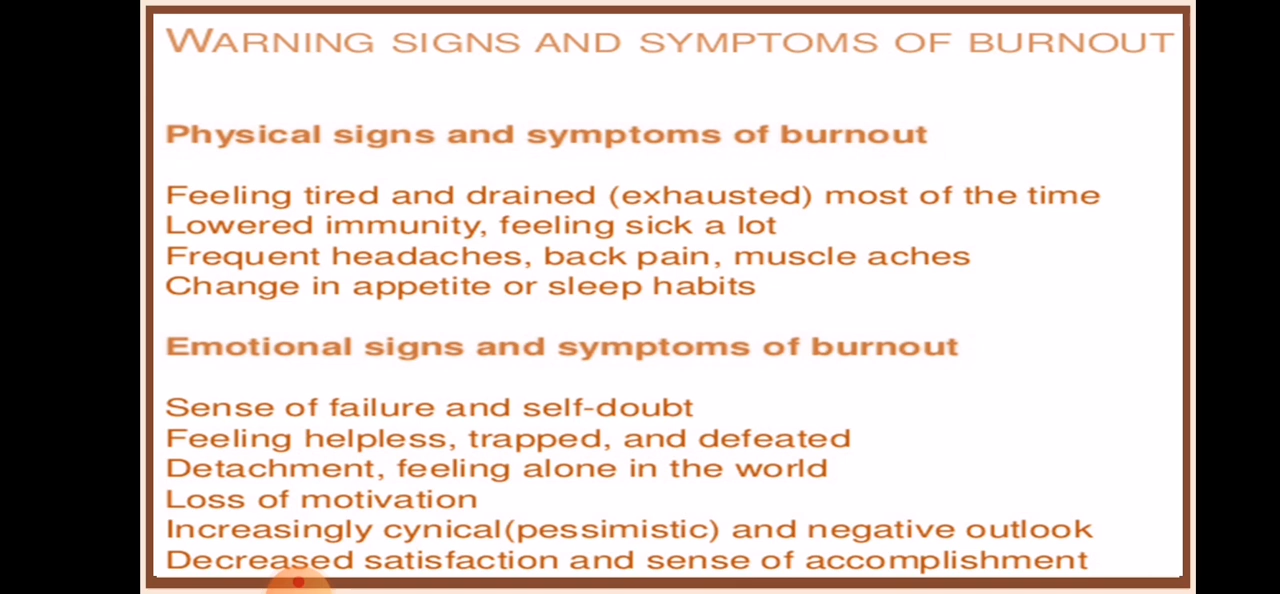 WARNING SIGNS AND SYMPTOMS OF BURNOUT
Physical signs and symptoms of burnout
Feeling tired and drained (exhausted) most of the time
Lowered immunity, feeling sick a lot
Frequent headaches, back pain, muscle aches
Change in appetite or sleep habits
Emotional signs and symptoms of burnout
Sense of failure and self-doubt
Feeling helpless, trapped, and defeated
Detachment, feeling alone in the world
Loss of motivation
Increasingly cynical(pessimistic) and negative outlook
Decreased satisfaction and sense of accomplishment